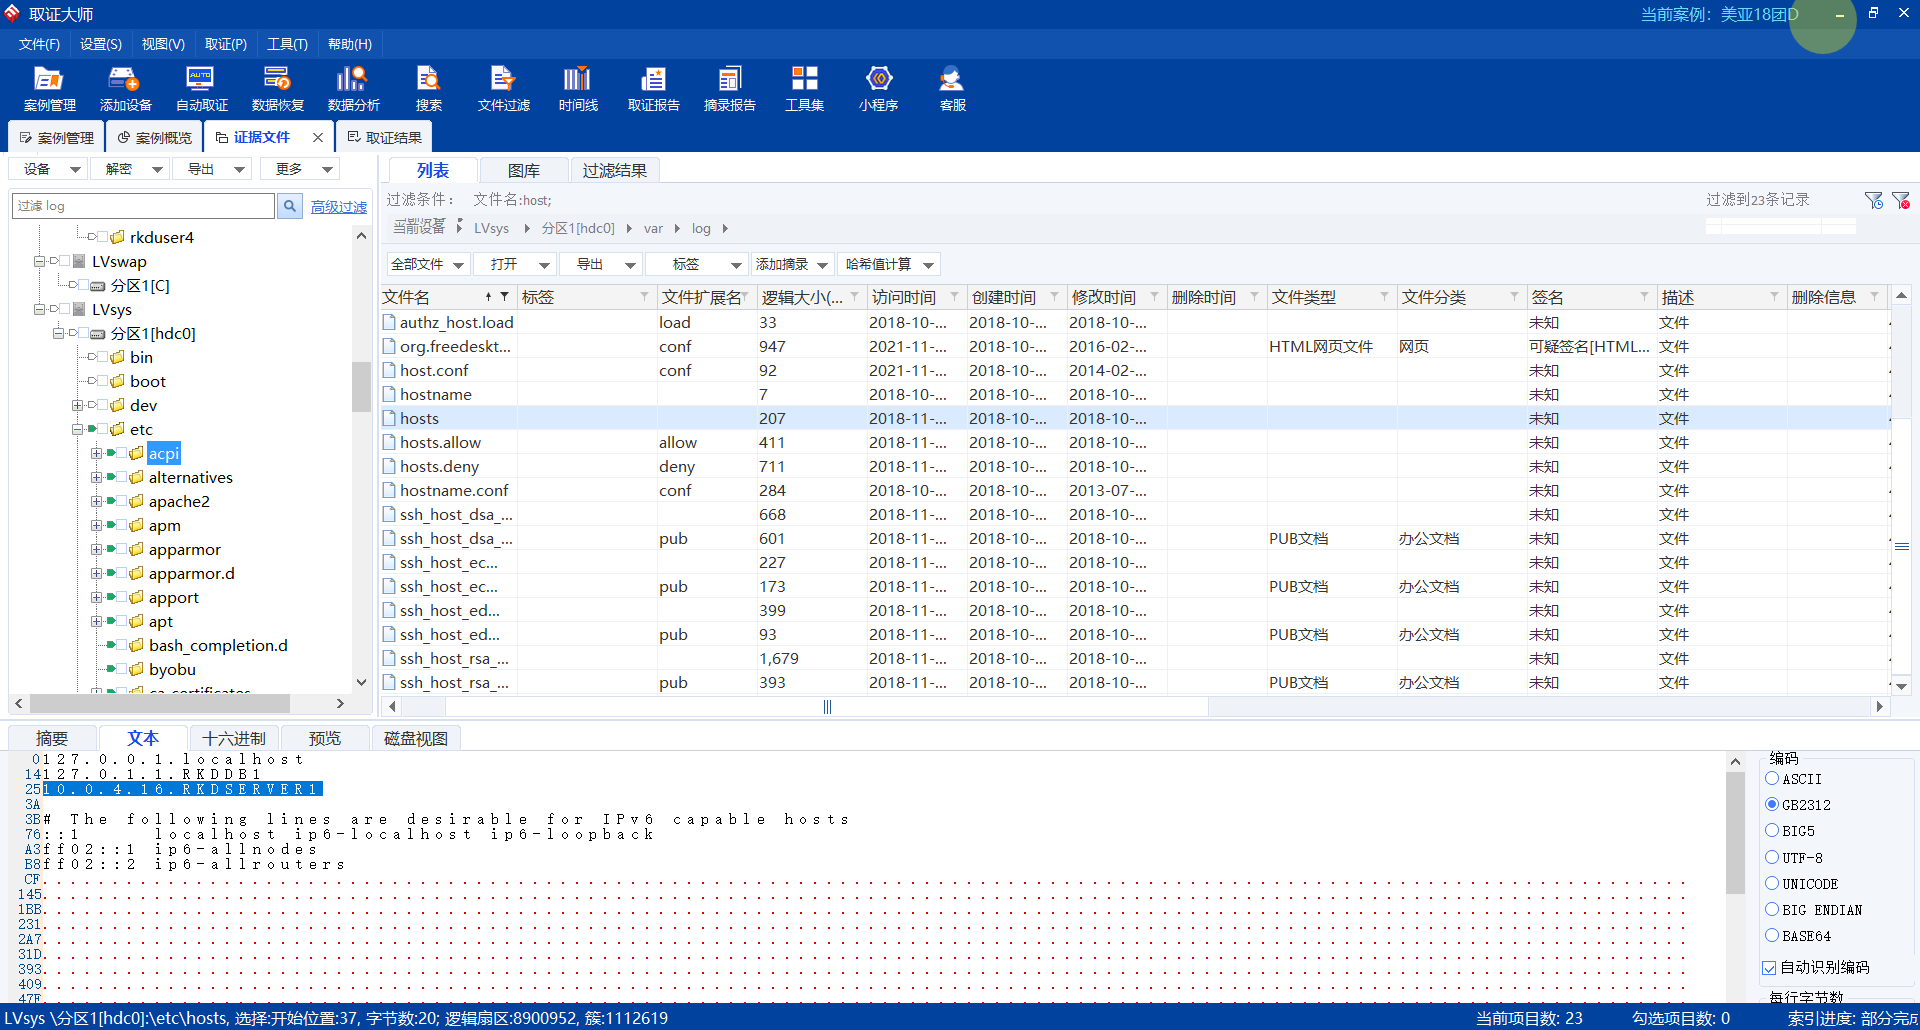 取证大师
当前案例：美亚18团D
文件(F) 设置(S) 视图(V) 取证(P) 工具(T) 帮助(H)
案例管理 添加设备 自动取证 数据恢复 数据分析 搜索 文件过滤 时间线 取证报告 摘录报告 工具集 小程序 客服
案例管理 案例概览 证据文件 取证结果
设备 解密 导出 更多
过滤 log 高级过滤
rkduser4
LVswap
分区1[C]
LVsys
分区1[hdc0]
bin
boot
dev
etc
acpi
alternatives
apache2
apm
apparmor
apparmor.d
apport
apt
bash_completion.d
byobu
ca-certificates
列表 图库 过滤结果
过滤条件： 文件名:host; 过滤到23条记录
当前设备 LVsys 分区1[hdc0] var log
全部文件 打开 导出 标签 添加摘录 哈希值计算
文件名 标签 文件扩展名 逻辑大小(... 访问时间 创建时间 修改时间 删除时间 文件类型 文件分类 签名 描述 删除信息
authz_host.load load 33 2018-10-... 2018-10-... 2018-10-... 未知 文件
org.freedeskt... conf 947 2021-11-... 2018-10-... 2016-02-... HTML网页文件 网页 可疑签名[HTML... 文件
host.conf conf 92 2021-11-... 2018-10-... 2014-02-... 未知 文件
hostname 7 2018-10-... 2018-10-... 2018-10-... 未知 文件
hosts 207 2018-11-... 2018-10-... 2018-10-... 未知 文件
hosts.allow allow 411 2018-11-... 2018-10-... 2018-10-... 未知 文件
hosts.deny deny 711 2018-11-... 2018-10-... 2018-10-... 未知 文件
hostname.conf conf 284 2018-10-... 2018-10-... 2013-07-... 未知 文件
ssh_host_dsa_... 668 2018-11-... 2018-10-... 2018-10-... 未知 文件
ssh_host_dsa_... pub 601 2018-11-... 2018-10-... 2018-10-... PUB文档 办公文档 未知 文件
ssh_host_ec... 227 2018-11-... 2018-10-... 2018-10-... 未知 文件
ssh_host_ec... pub 173 2018-11-... 2018-10-... 2018-10-... PUB文档 办公文档 未知 文件
ssh_host_ed... 399 2018-11-... 2018-10-... 2018-10-... 未知 文件
ssh_host_ed... pub 93 2018-11-... 2018-10-... 2018-10-... PUB文档 办公文档 未知 文件
ssh_host_rsa_... 1,679 2018-11-... 2018-10-... 2018-10-... 未知 文件
ssh_host_rsa_... pub 393 2018-11-... 2018-10-... 2018-10-... PUB文档 办公文档 未知 文件
摘要 文本 十六进制 预览 磁盘视图
0 127.0.0.1.localhost
14 127.0.1.1.RKDDB1
25 10.0.4.16.RKDSERVER1
3A
3B # The following lines are desirable for IPv6 capable hosts
76 ::1     localhost ip6-localhost ip6-loopback
A3 ff02::1 ip6-allnodes
B8 ff02::2 ip6-allrouters
CF
145
1BB
231
2A7
31D
393
409
47F
编码
ASCII
GB2312
BIG5
UTF-8
UNICODE
BIG ENDIAN
BASE64
自动识别编码
每行字节数
LVsys \分区1[hdc0]:\etc\hosts, 选择:开始位置:37, 字节数:20; 逻辑扇区:8900952, 簇:1112619 当前项目数: 23 勾选项目数: 0 索引进度: 部分完成